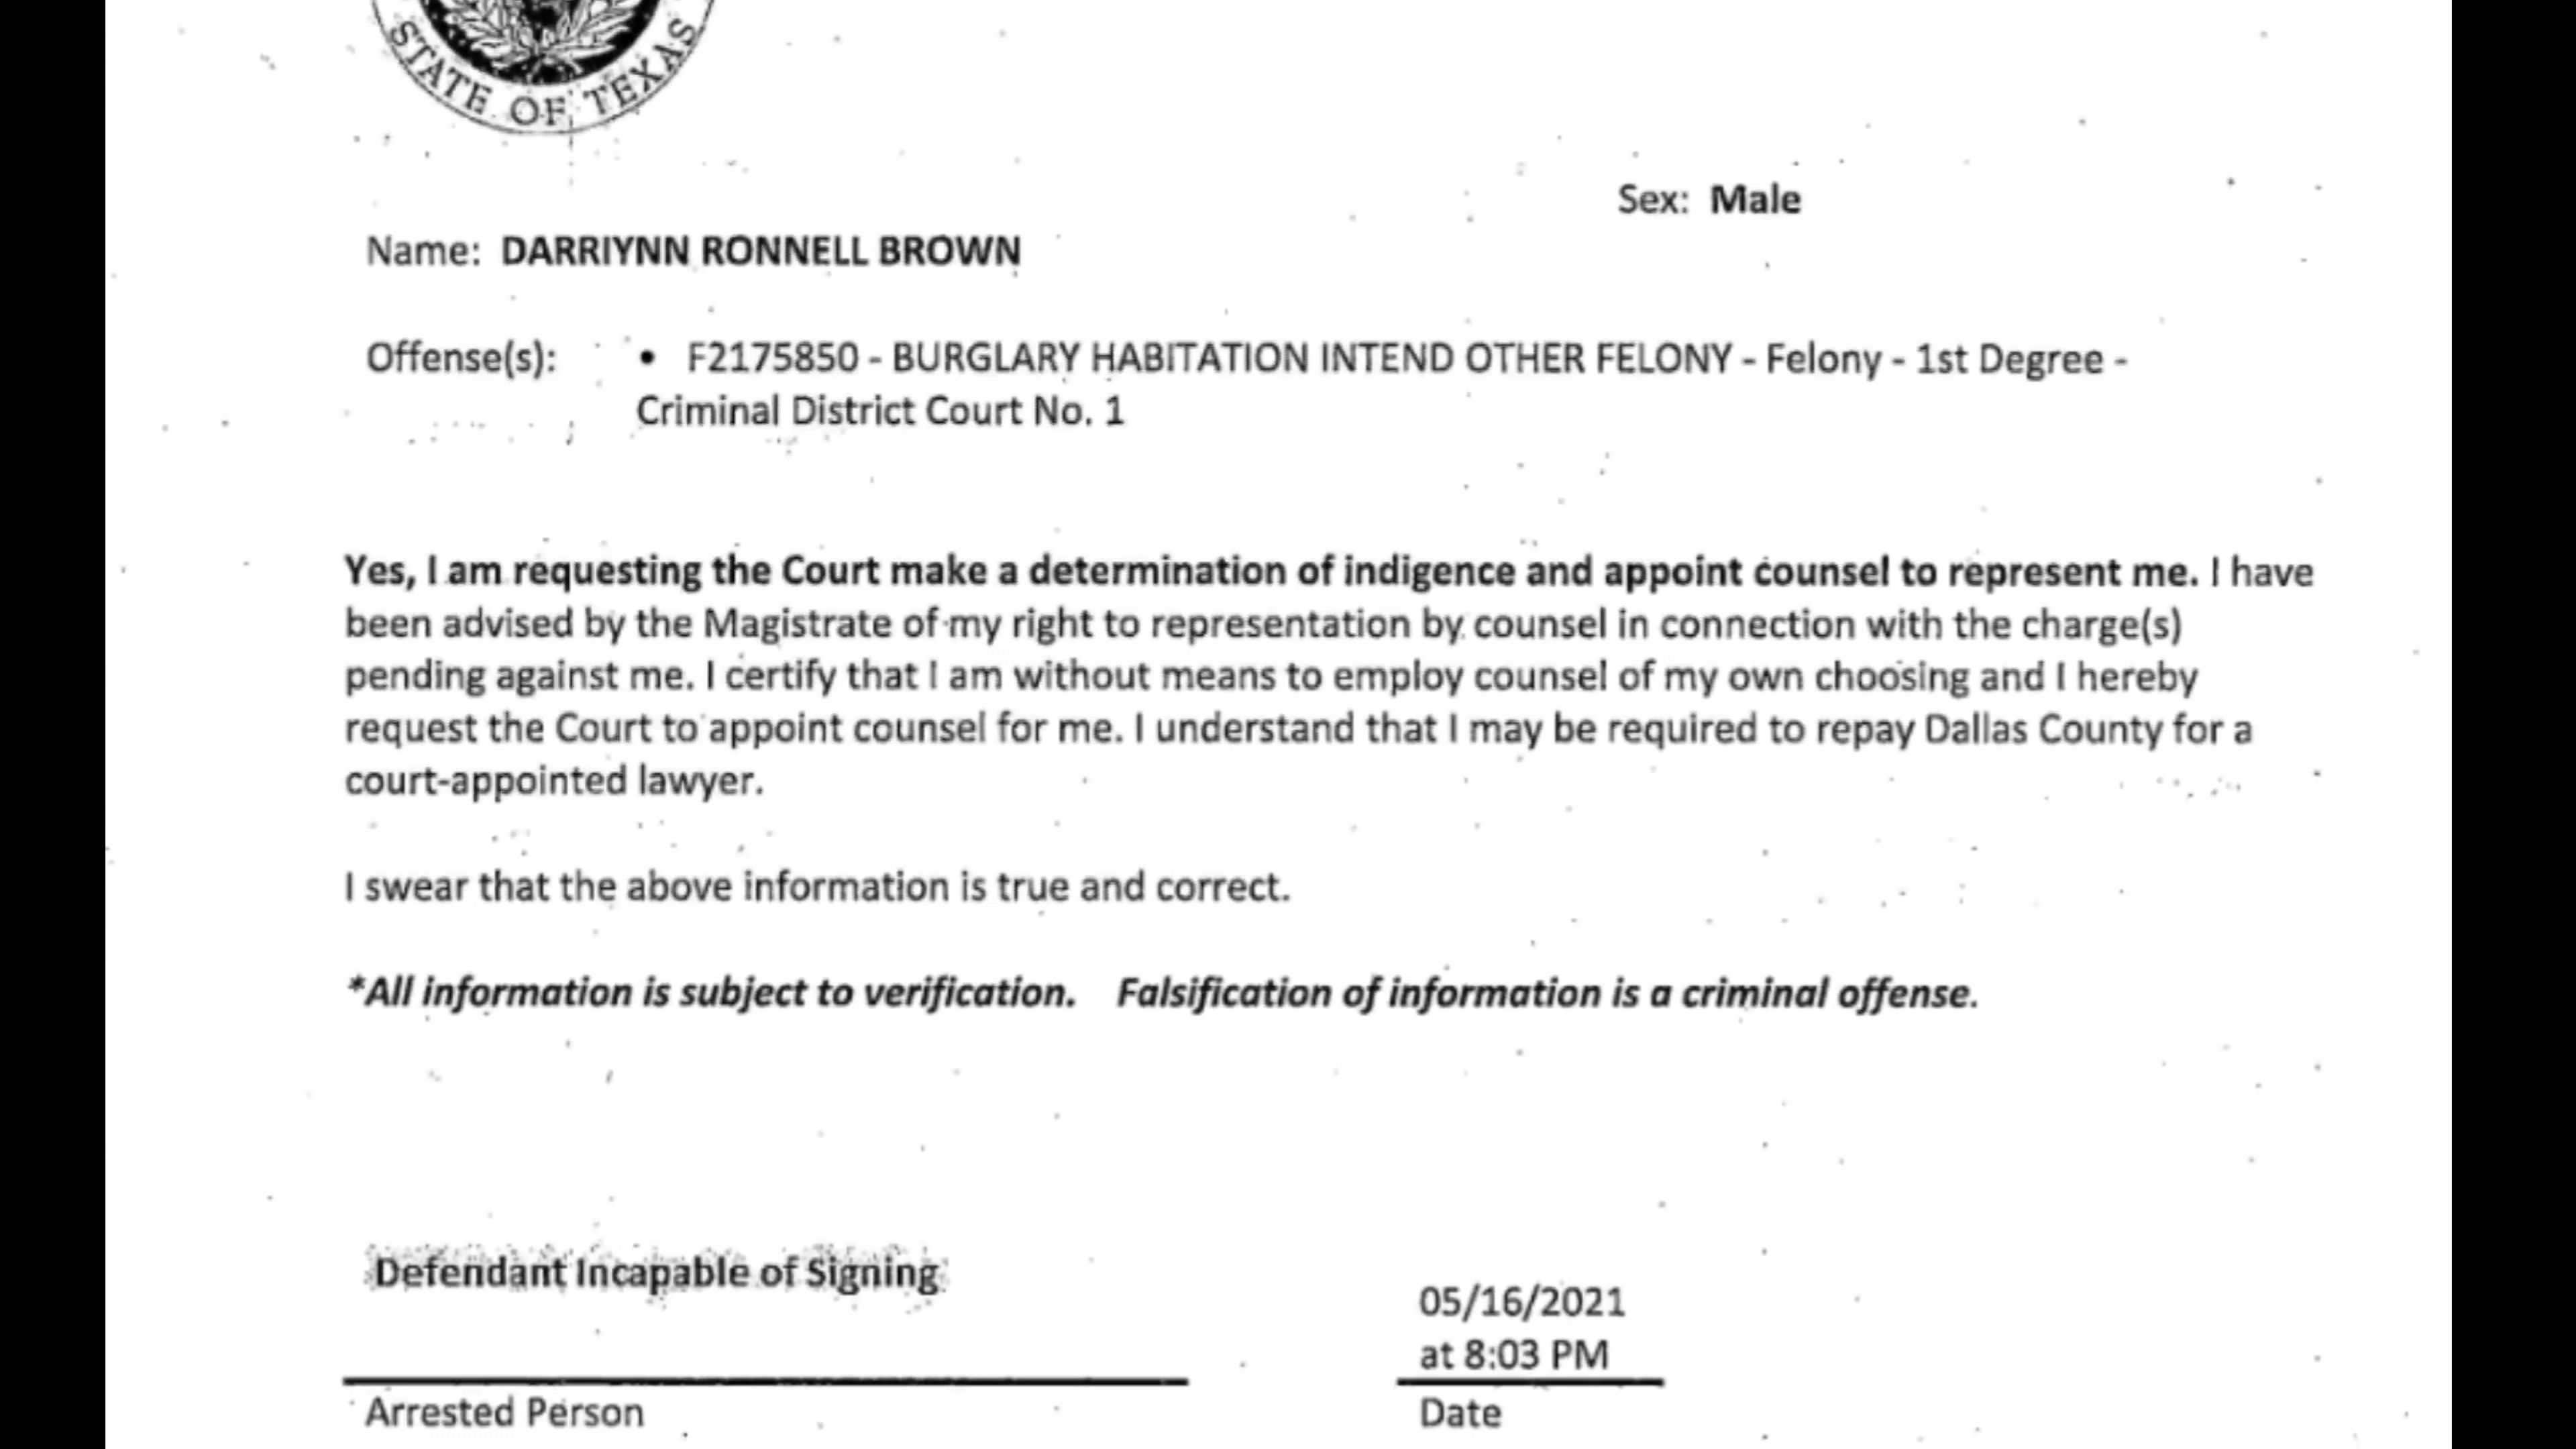 STATE OF TEXAS
Sex: Male
Name: DARRIYNN RONNELL BROWN
Offense(s): • F2175850 - BURGLARY HABITATION INTEND OTHER FELONY - Felony - 1st Degree -
Criminal District Court No. 1
Yes, I am requesting the Court make a determination of indigence and appoint counsel to represent me. I have
been advised by the Magistrate of my right to representation by counsel in connection with the charge(s)
pending against me. I certify that I am without means to employ counsel of my own choosing and I hereby
request the Court to appoint counsel for me. I understand that I may be required to repay Dallas County for a
court-appointed lawyer.
I swear that the above information is true and correct.
*All information is subject to verification. Falsification of information is a criminal offense.
Defendant Incapable of Signing
05/16/2021
at 8:03 PM
Arrested Person
Date